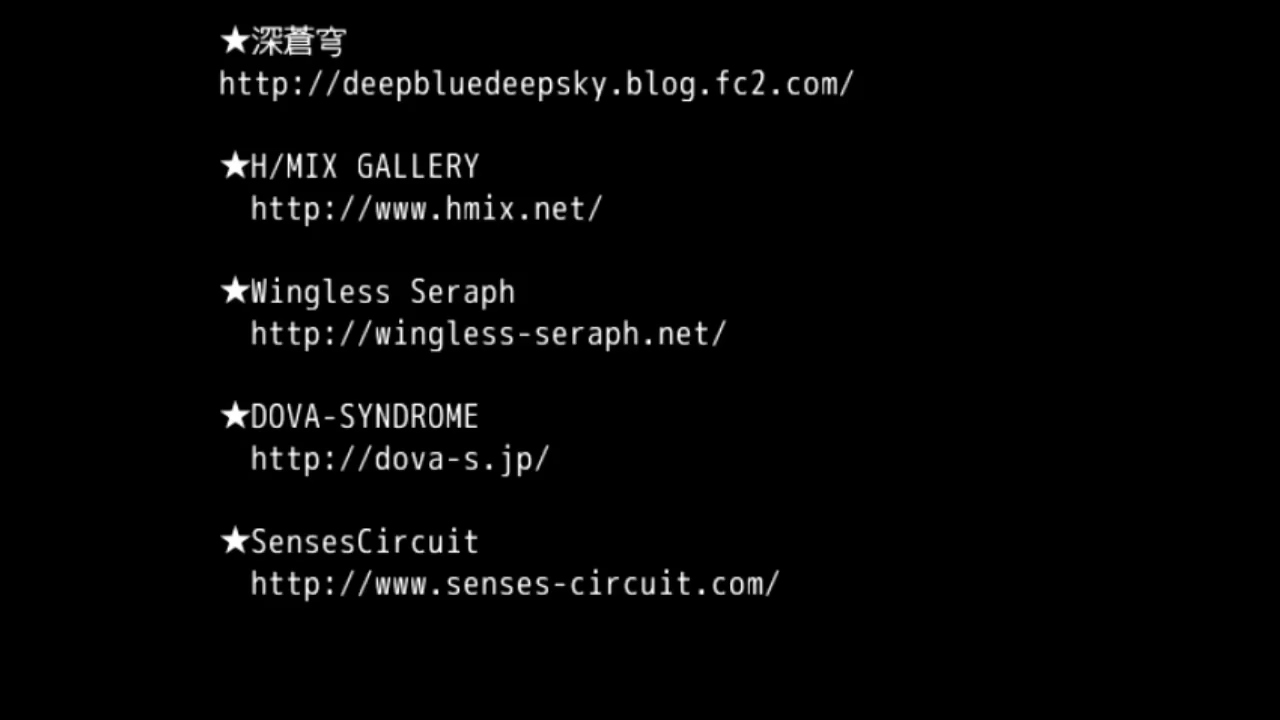 ★深蒼穹
http://deepbluedeepsky.blog.fc2.com/
★H/MIX GALLERY
http://www.hmix.net/
★Wingless Seraph
http://wingless-seraph.net/
★DOVA-SYNDROME
http://dova-s.jp/
★SensesCircuit
http://www.senses-circuit.com/